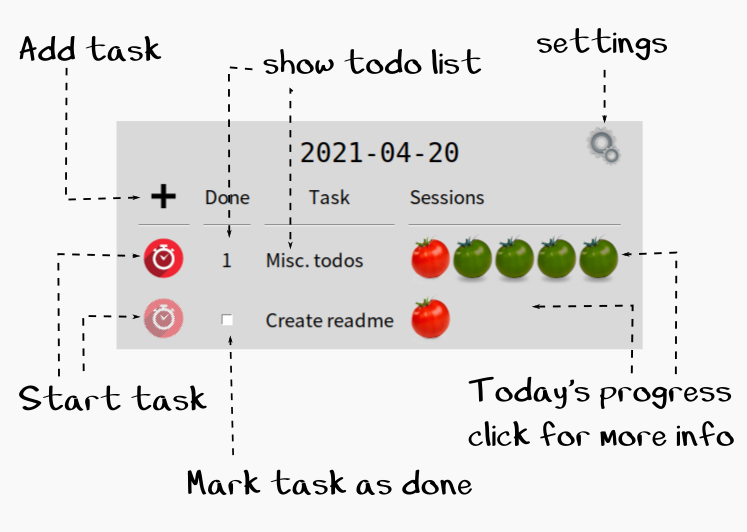 Add task
show todo list
settings
2021-04-20
Done Task Sessions
1 Misc. todos
Create readme
Start task
Today's progress
click for more info
Mark task as done